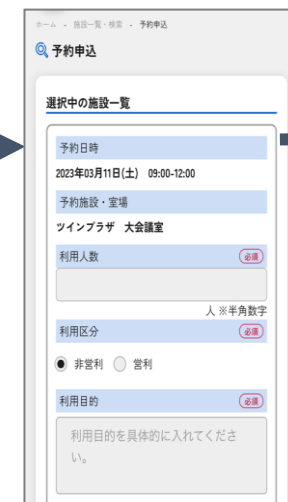 ホーム - 施設一覧・検索 - 予約申込
予約申込
選択中の施設一覧
予約日時
2023年03月11日(土) 09:00-12:00
予約施設・室場
ツインプラザ 大会議室
利用人数 必須
人 ※半角数字
利用区分 必須
非営利 営利
利用目的 必須
利用目的を具体的に入れてくださ
い。